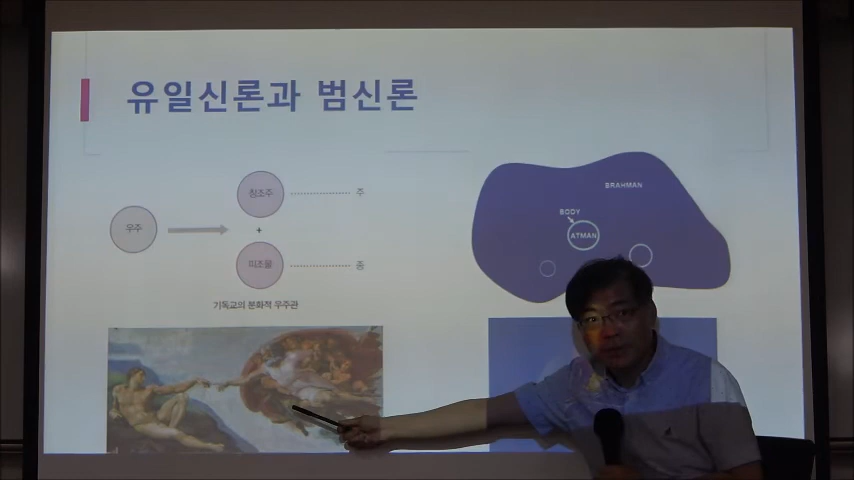 유일신론과 범신론
창조주
주
우주
+
피조물
종
기독교의 분화적 우주관
BRAHMAN
BODY
ATMAN